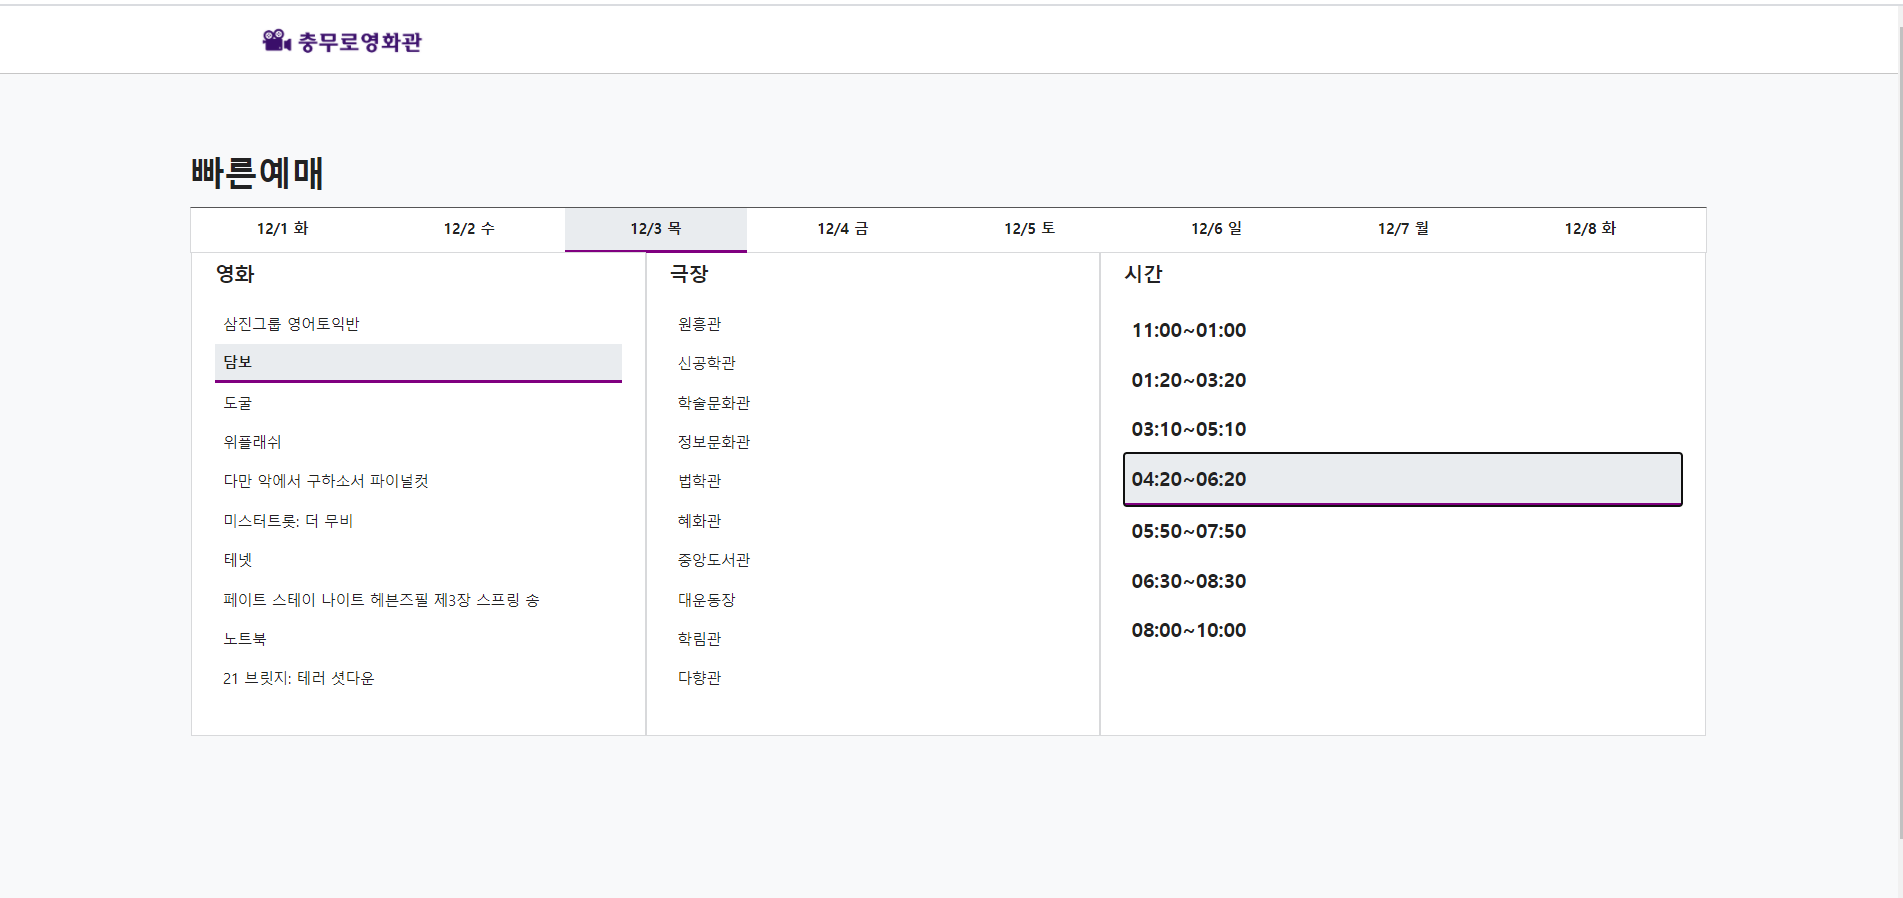 충무로영화관
빠른예매
12/1 화 12/2 수 12/3 목 12/4 금 12/5 토 12/6 일 12/7 월 12/8 화
영화
삼진그룹 영어토익반
담보
도굴
위플래쉬
다만 악에서 구하소서 파이널컷
미스터트롯: 더 무비
테넷
페이트 스테이 나이트 헤븐즈필 제3장 스프링 송
노트북
21 브릿지: 테러 셧다운
극장
원흥관
신공학관
학술문화관
정보문화관
법학관
혜화관
중앙도서관
대운동장
학림관
다향관
시간
11:00~01:00
01:20~03:20
03:10~05:10
04:20~06:20
05:50~07:50
06:30~08:30
08:00~10:00